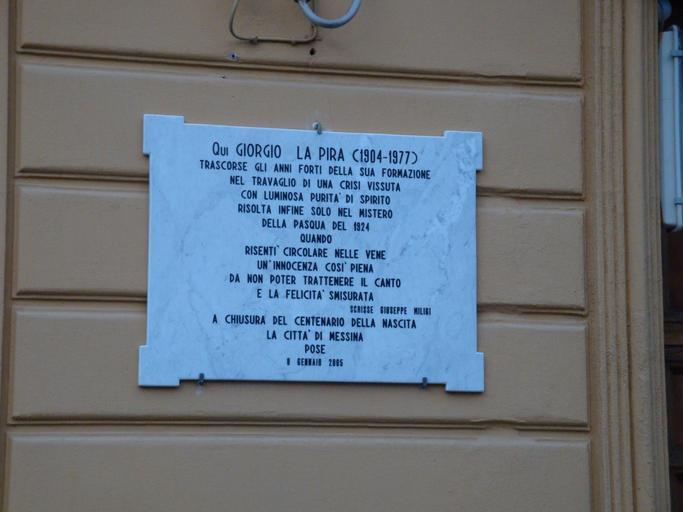 QUI GIORGIO LA PIRA (1904-1977)
TRASCORSE GLI ANNI FORTI DELLA SUA FORMAZIONE
NEL TRAVAGLIO DI UNA CRISI VISSUTA
CON LUMINOSA PURITA' DI SPIRITO
RISOLTA INFINE SOLO NEL MISTERO
DELLA PASQUA DEL 1924
QUANDO
RISENTI' CIRCOLARE NELLE VENE
UN'INNOCENZA COSI' PIENA
DA NON POTER TRATTENERE IL CANTO
E LA FELICITA' SMISURATA
SCRISSE GIUSEPPE MILIGI
A CHIUSURA DEL CENTENARIO DELLA NASCITA
LA CITTA' DI MESSINA
POSE
9 GENNAIO 2005